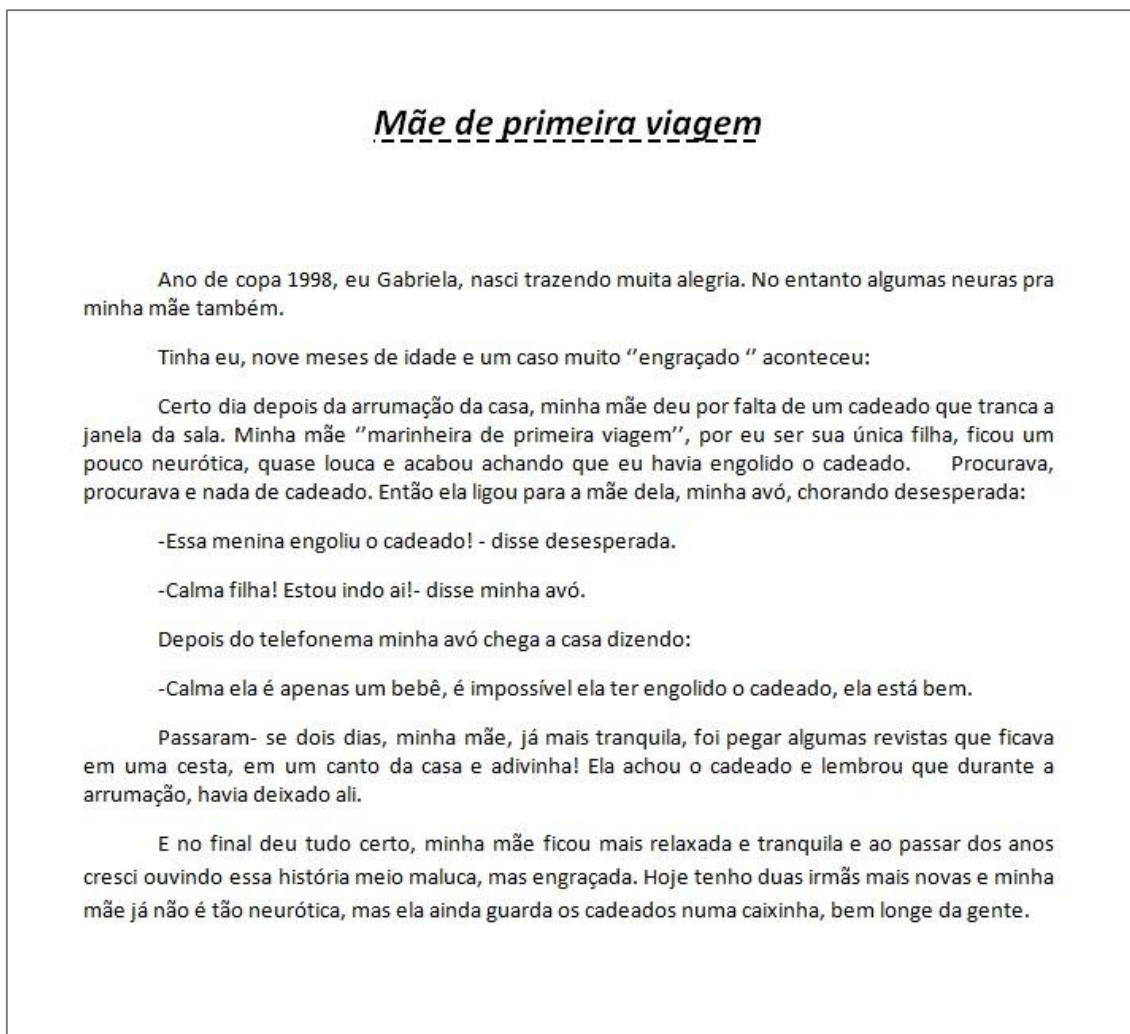 Mãe de primeira viagem
Ano de copa 1998, eu Gabriela, nasci trazendo muita alegria. No entanto algumas neuras pra
minha mãe também.
Tinha eu, nove meses de idade e um caso muito ‘’engraçado ‘’ aconteceu:
Certo dia depois da arrumação da casa, minha mãe deu por falta de um cadeado que tranca a
janela da sala. Minha mãe ‘’marinheira de primeira viagem’’, por eu ser sua única filha, ficou um
pouco neurótica, quase louca e acabou achando que eu havia engolido o cadeado. Procurava,
procurava e nada de cadeado. Então ela ligou para a mãe dela, minha avó, chorando desesperada:
-Essa menina engoliu o cadeado! - disse desesperada.
-Calma filha! Estou indo ai!- disse minha avó.
Depois do telefonema minha avó chega a casa dizendo:
-Calma ela é apenas um bebê, é impossível ela ter engolido o cadeado, ela está bem.
Passaram- se dois dias, minha mãe, já mais tranquila, foi pegar algumas revistas que ficava
em uma cesta, em um canto da casa e adivinha! Ela achou o cadeado e lembrou que durante a
arrumação, havia deixado ali.
E no final deu tudo certo, minha mãe ficou mais relaxada e tranquila e ao passar dos anos
cresci ouvindo essa história meio maluca, mas engraçada. Hoje tenho duas irmãs mais novas e minha
mãe já não é tão neurótica, mas ela ainda guarda os cadeados numa caixinha, bem longe da gente.